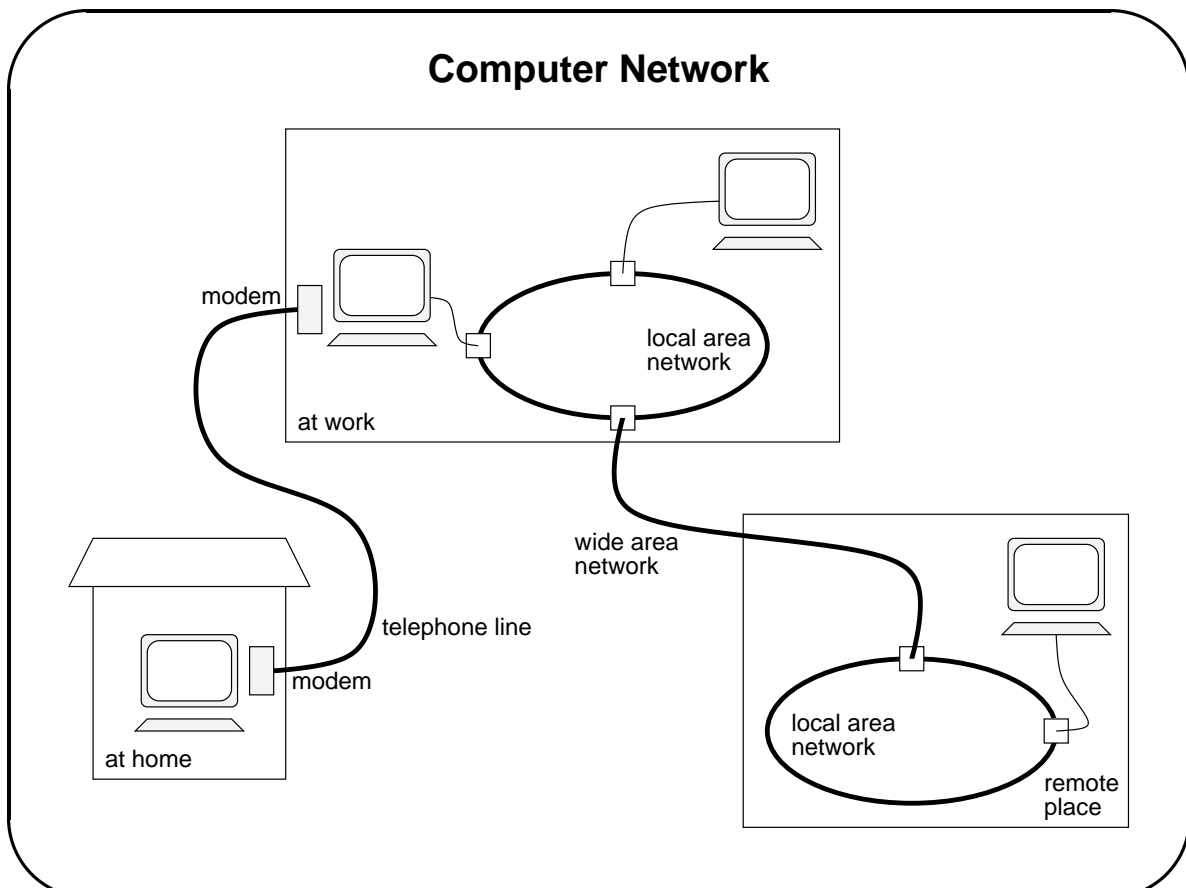 Computer Network
modem
local area
network
at work
wide area
network
telephone line
modem
at home
local area
network
remote
place